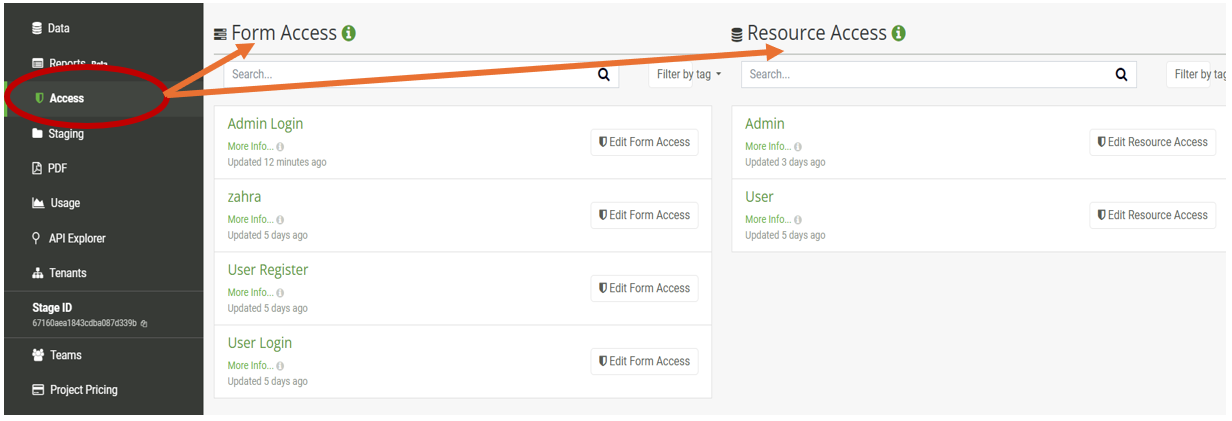 Data
Reports Beta
Access
Staging
PDF
Usage
API Explorer
Tenants
Stage ID
67160aea1843cdba087d339b
Teams
Project Pricing
Form Access
Search...
Filter by tag
Admin Login
More Info...
Updated 12 minutes ago
Edit Form Access
zahra
More Info...
Updated 5 days ago
Edit Form Access
User Register
More Info...
Updated 5 days ago
Edit Form Access
User Login
More Info...
Updated 5 days ago
Edit Form Access
Resource Access
Search...
Filter by tag
Admin
More Info...
Updated 3 days ago
Edit Resource Access
User
More Info...
Updated 5 days ago
Edit Resource Access